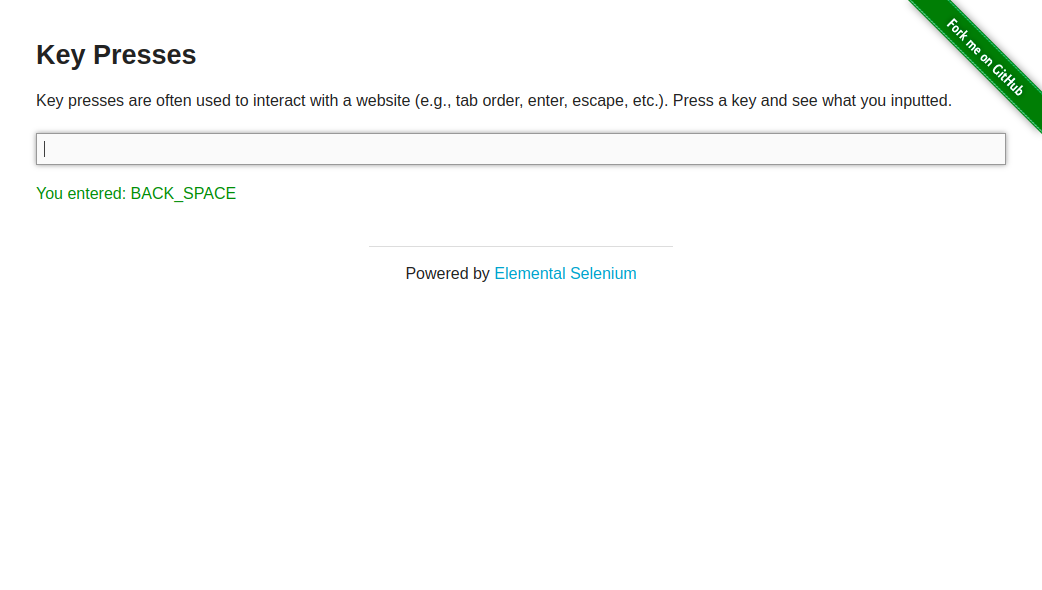 Fork me on GitHub
Key Presses
Key presses are often used to interact with a website (e.g., tab order, enter, escape, etc.). Press a key and see what you inputted.
You entered: BACK_SPACE
Powered by Elemental Selenium